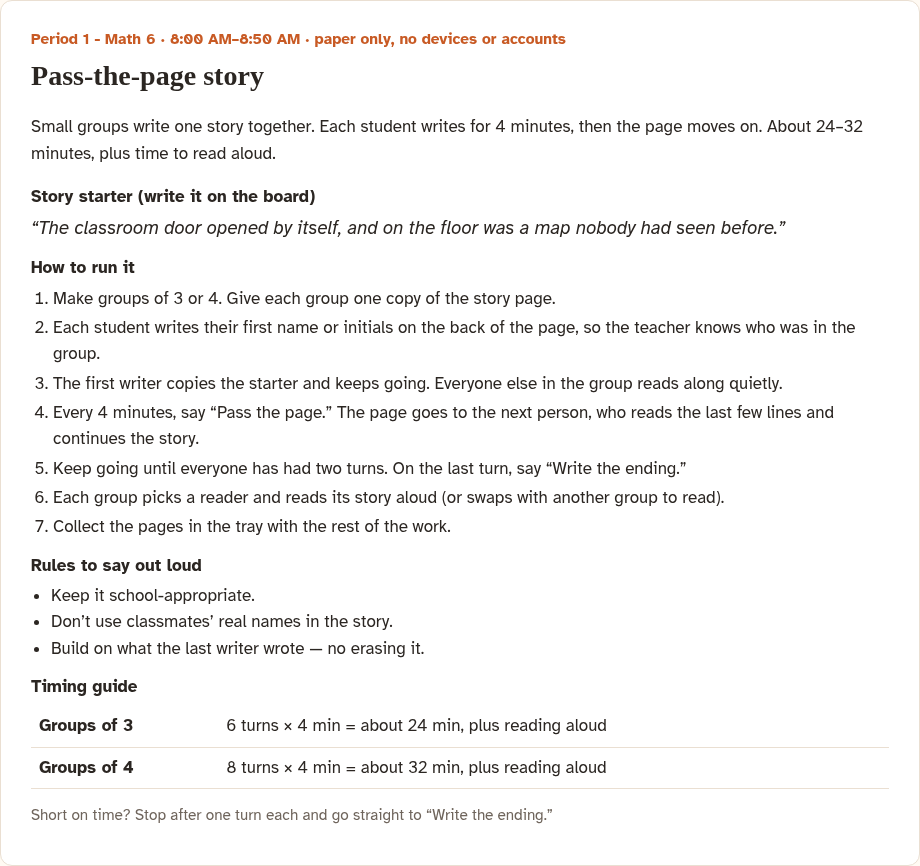 Period 1 - Math 6 · 8:00 AM–8:50 AM · paper only, no devices or accounts
Pass-the-page story
Small groups write one story together. Each student writes for 4 minutes, then the page moves on. About 24–32
minutes, plus time to read aloud.
Story starter (write it on the board)
“The classroom door opened by itself, and on the floor was a map nobody had seen before.”
How to run it
1. Make groups of 3 or 4. Give each group one copy of the story page.
2. Each student writes their first name or initials on the back of the page, so the teacher knows who was in the
group.
3. The first writer copies the starter and keeps going. Everyone else in the group reads along quietly.
4. Every 4 minutes, say “Pass the page.” The page goes to the next person, who reads the last few lines and
continues the story.
5. Keep going until everyone has had two turns. On the last turn, say “Write the ending.”
6. Each group picks a reader and reads its story aloud (or swaps with another group to read).
7. Collect the pages in the tray with the rest of the work.
Rules to say out loud
• Keep it school-appropriate.
• Don’t use classmates’ real names in the story.
• Build on what the last writer wrote — no erasing it.
Timing guide
Groups of 3 6 turns × 4 min = about 24 min, plus reading aloud
Groups of 4 8 turns × 4 min = about 32 min, plus reading aloud
Short on time? Stop after one turn each and go straight to “Write the ending.”